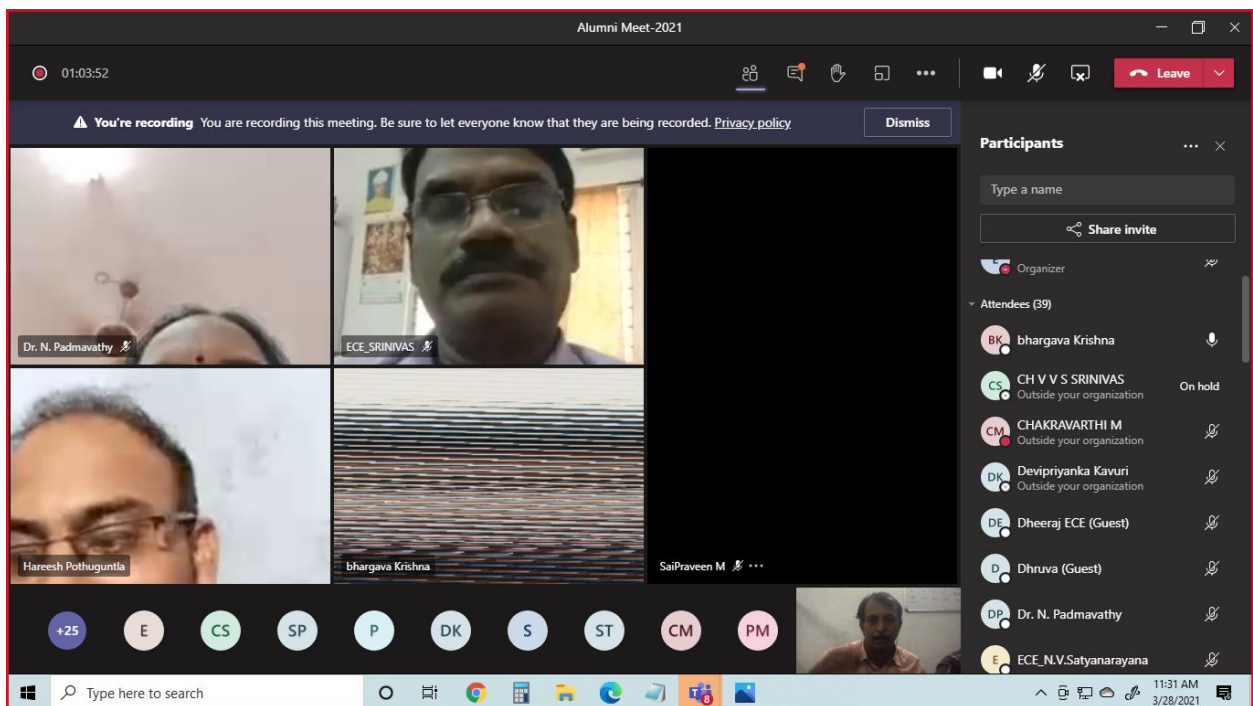 Alumni Meet-2021
01:03:52
Leave
You're recording You are recording this meeting. Be sure to let everyone know that they are being recorded. Privacy policy
Dismiss
Dr. N. Padmavathy
ECE_SRINIVAS
Hareesh Pothuguntla
bhargava Krishna
SaiPraveen M
+25
E
CS
SP
P
DK
S
ST
CM
PM
Participants
Type a name
Share invite
Organizer
Attendees (39)
BK bhargava Krishna
CS CH V V S SRINIVAS
Outside your organization
On hold
CM CHAKRAVARTHI M
Outside your organization
DK Devipriyanka Kavuri
Outside your organization
DE Dheeraj ECE (Guest)
D Dhruva (Guest)
DP Dr. N. Padmavathy
E ECE_N.V.Satyanarayana
Type here to search
8
11:31 AM
3/28/2021